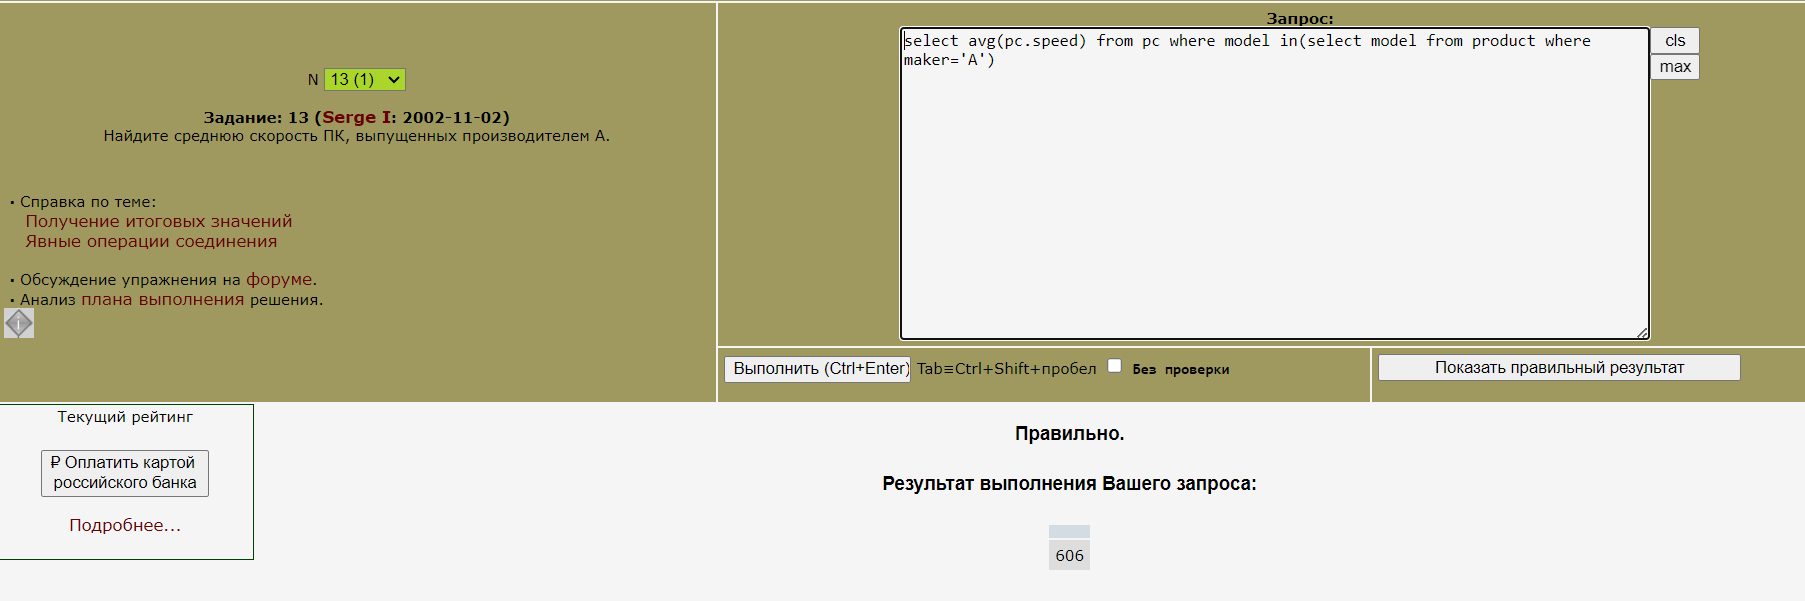 N 13 (1)
Задание: 13 (Serge I: 2002-11-02)
Найдите среднюю скорость ПК, выпущенных производителем A.
▪ Справка по теме:
Получение итоговых значений
Явные операции соединения
▪ Обсуждение упражнения на форуме.
▪ Анализ плана выполнения решения.
i
Запрос:
select avg(pc.speed) from pc where model in(select model from product where
maker='A')
cls
max
Выполнить (Ctrl+Enter) Tab≡Ctrl+Shift+пробел Без проверки
Показать правильный результат
Текущий рейтинг
₽ Оплатить картой
российского банка
Подробнее...
Правильно.
Результат выполнения Вашего запроса:
606